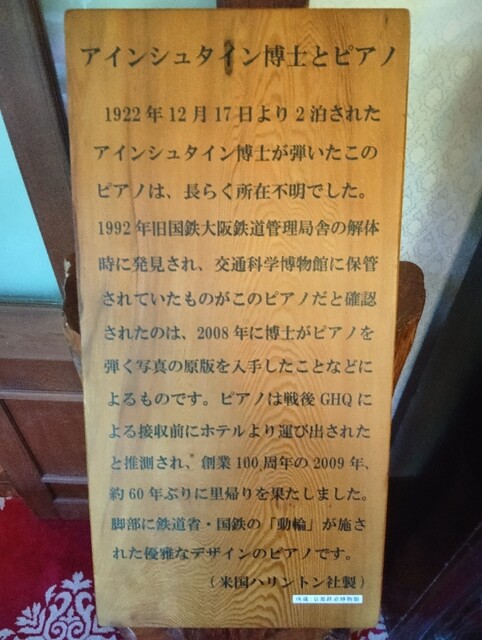 アインシュタイン博士とピアノ
1922年12月17日より2泊された
アインシュタイン博士が弾いたこの
ピアノは、長らく所在不明でした。
1992年旧国鉄大阪鉄道管理局舎の解体
時に発見され、交通科学博物館に保管
されていたものがこのピアノだと確認
されたのは、2008年に博士がピアノを
弾く写真の原版を入手したことなどに
よるものです。ピアノは戦後GHQに
よる接収前にホテルより運び出された
と推測され、創業100周年の2009年、
約60年ぶりに里帰りを果たしました。
脚部に鉄道省・国鉄の「動輪」が施さ
れた優雅なデザインのピアノです。
（米国ハリントン社製）
所蔵：京都鉄道博物館